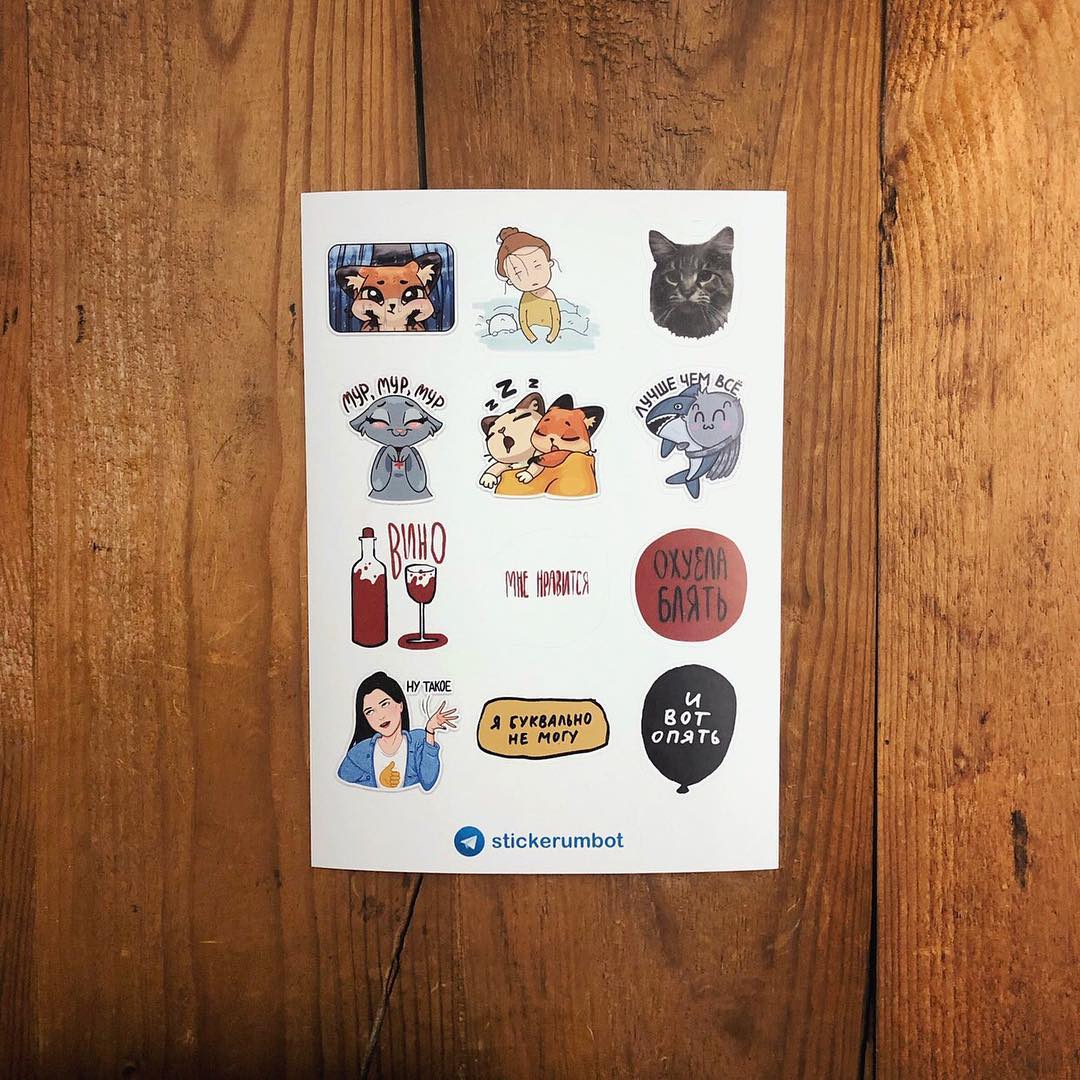 МУР, МУР, МУР
z z z
ЛУЧШЕ ЧЕМ ВСЁ
ВИНО
МНЕ НРАВИТСЯ
ОХУЕЛА
БЛЯТЬ
НУ ТАКОЕ
Я БУКВАЛЬНО
НЕ МОГУ
И
ВОТ
ОПЯТЬ
stickerumbot